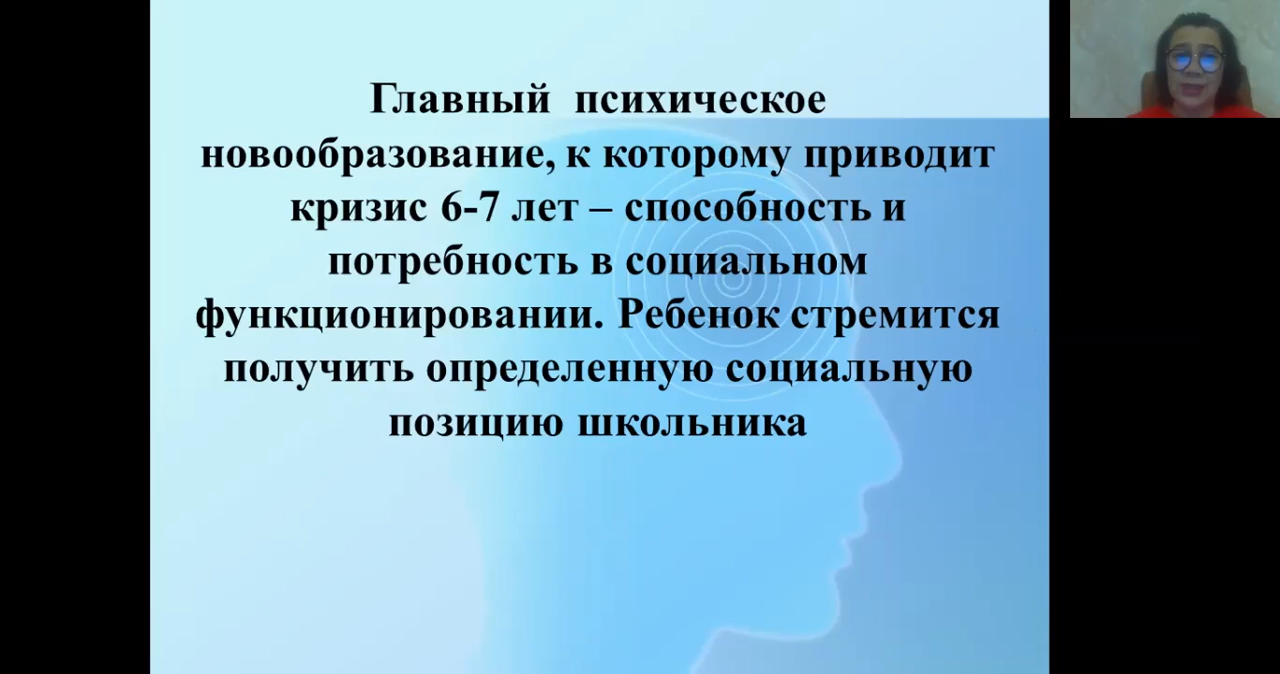 Главный психическое
новообразование, к которому приводит
кризис 6-7 лет – способность и
потребность в социальном
функционировании. Ребенок стремится
получить определенную социальную
позицию школьника